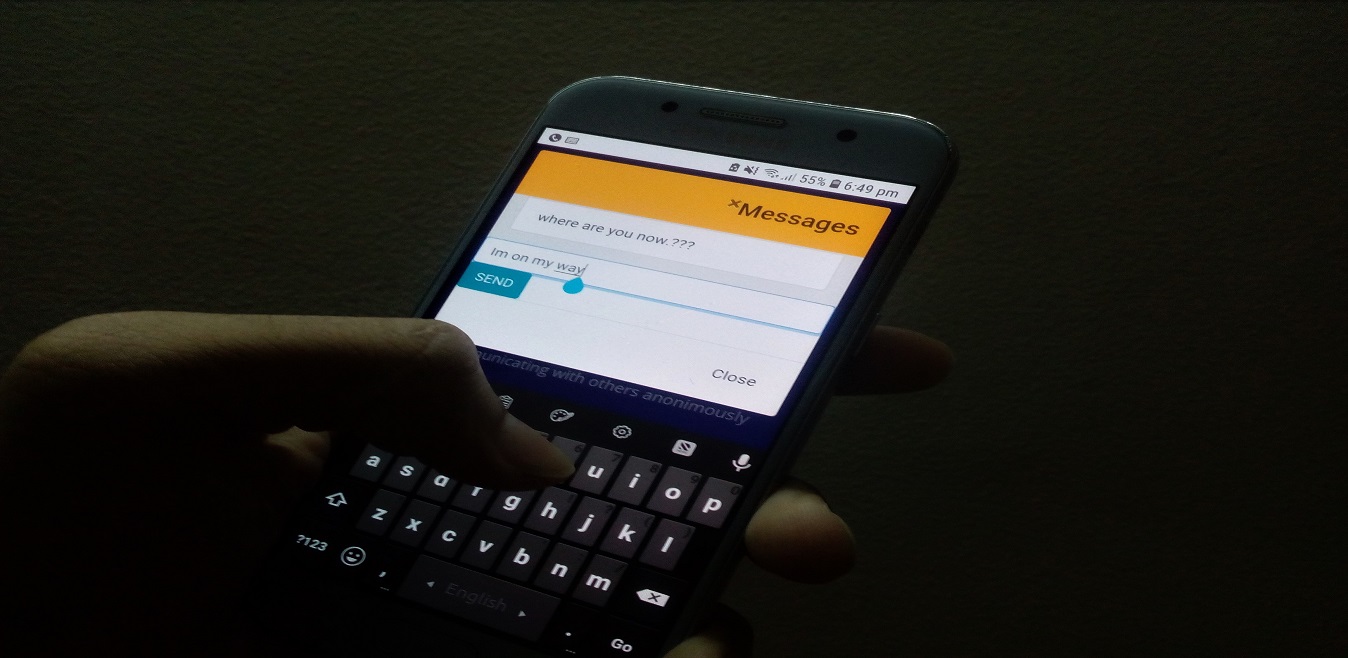 55% 6:49 pm
×Messages
where are you now.???
Im on my way
SEND
Close
with others anonimously
u i o p
a s d f g h j k l
z x c v b n m
?123 , English . Go